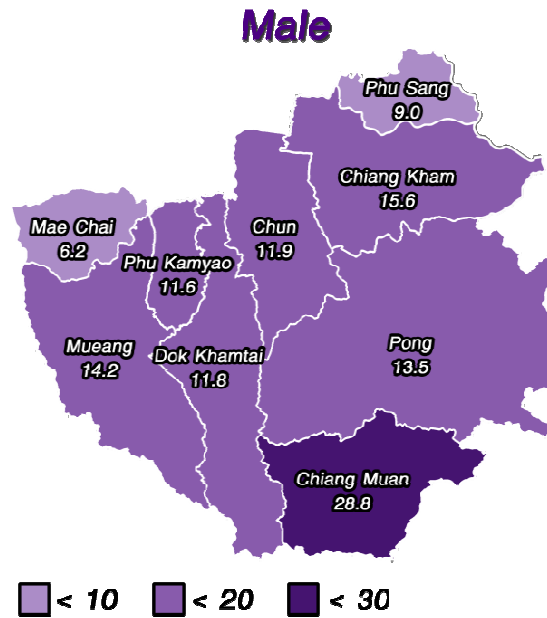 Male
Phu Sang
9.0
Chiang Kham
15.6
Mae Chai
6.2
Chun
11.9
Phu Kamyao
11.6
Mueang
14.2
Dok Khamtai
11.8
Pong
13.5
Chiang Muan
28.8
< 10
< 20
< 30